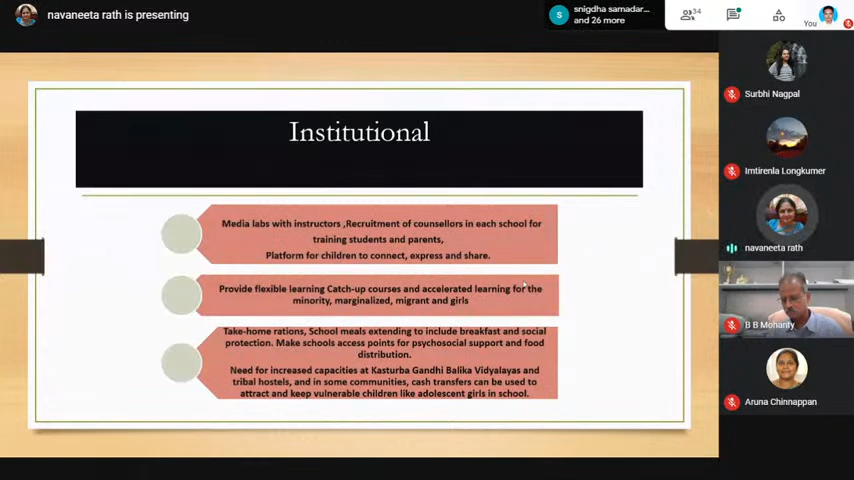 navaneeta rath is presenting
snigdha samadar...
and 26 more
S
34
You
Institutional
Media labs with instructors ,Recruitment of counsellors in each school for
training students and parents,
Platform for children to connect, express and share.
Provide flexible learning Catch-up courses and accelerated learning for the
minority, marginalized, migrant and girls
Take-home rations, School meals extending to include breakfast and social
protection. Make schools access points for psychosocial support and food
distribution.
Need for increased capacities at Kasturba Gandhi Balika Vidyalayas and
tribal hostels, and in some communities, cash transfers can be used to
attract and keep vulnerable children like adolescent girls in school.
Surbhi Nagpal
Imtirenla Longkumer
navaneeta rath
B B Mohanty
Aruna Chinnappan